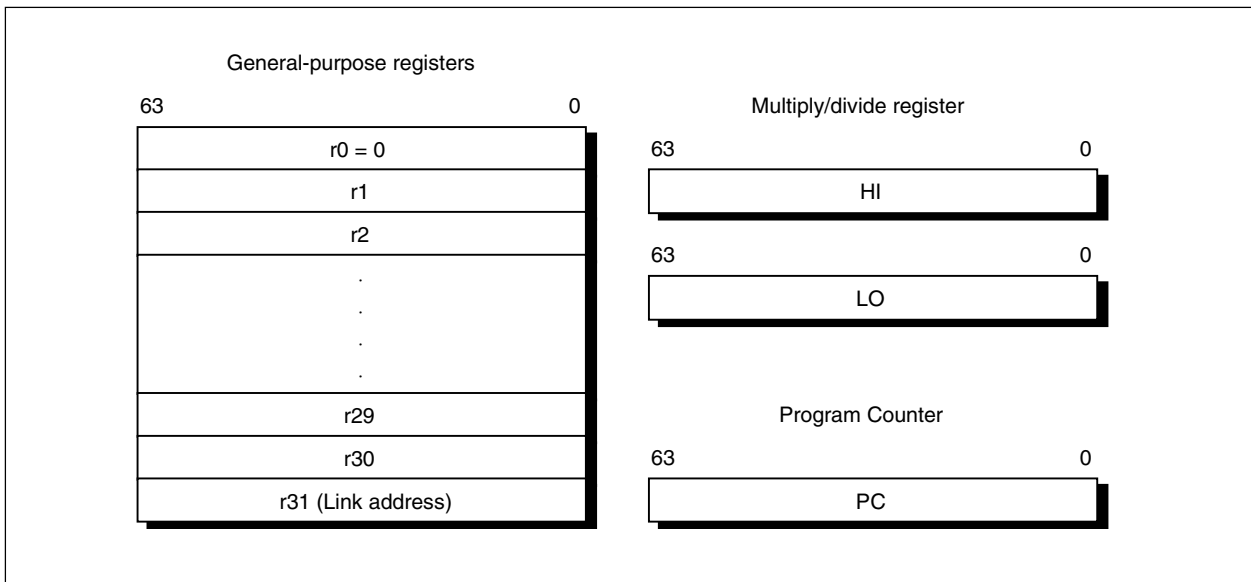 General-purpose registers
63 0
r0 = 0
r1
r2
.
.
.
.
r29
r30
r31 (Link address)
Multiply/divide register
63 0
HI
63 0
LO
Program Counter
63 0
PC